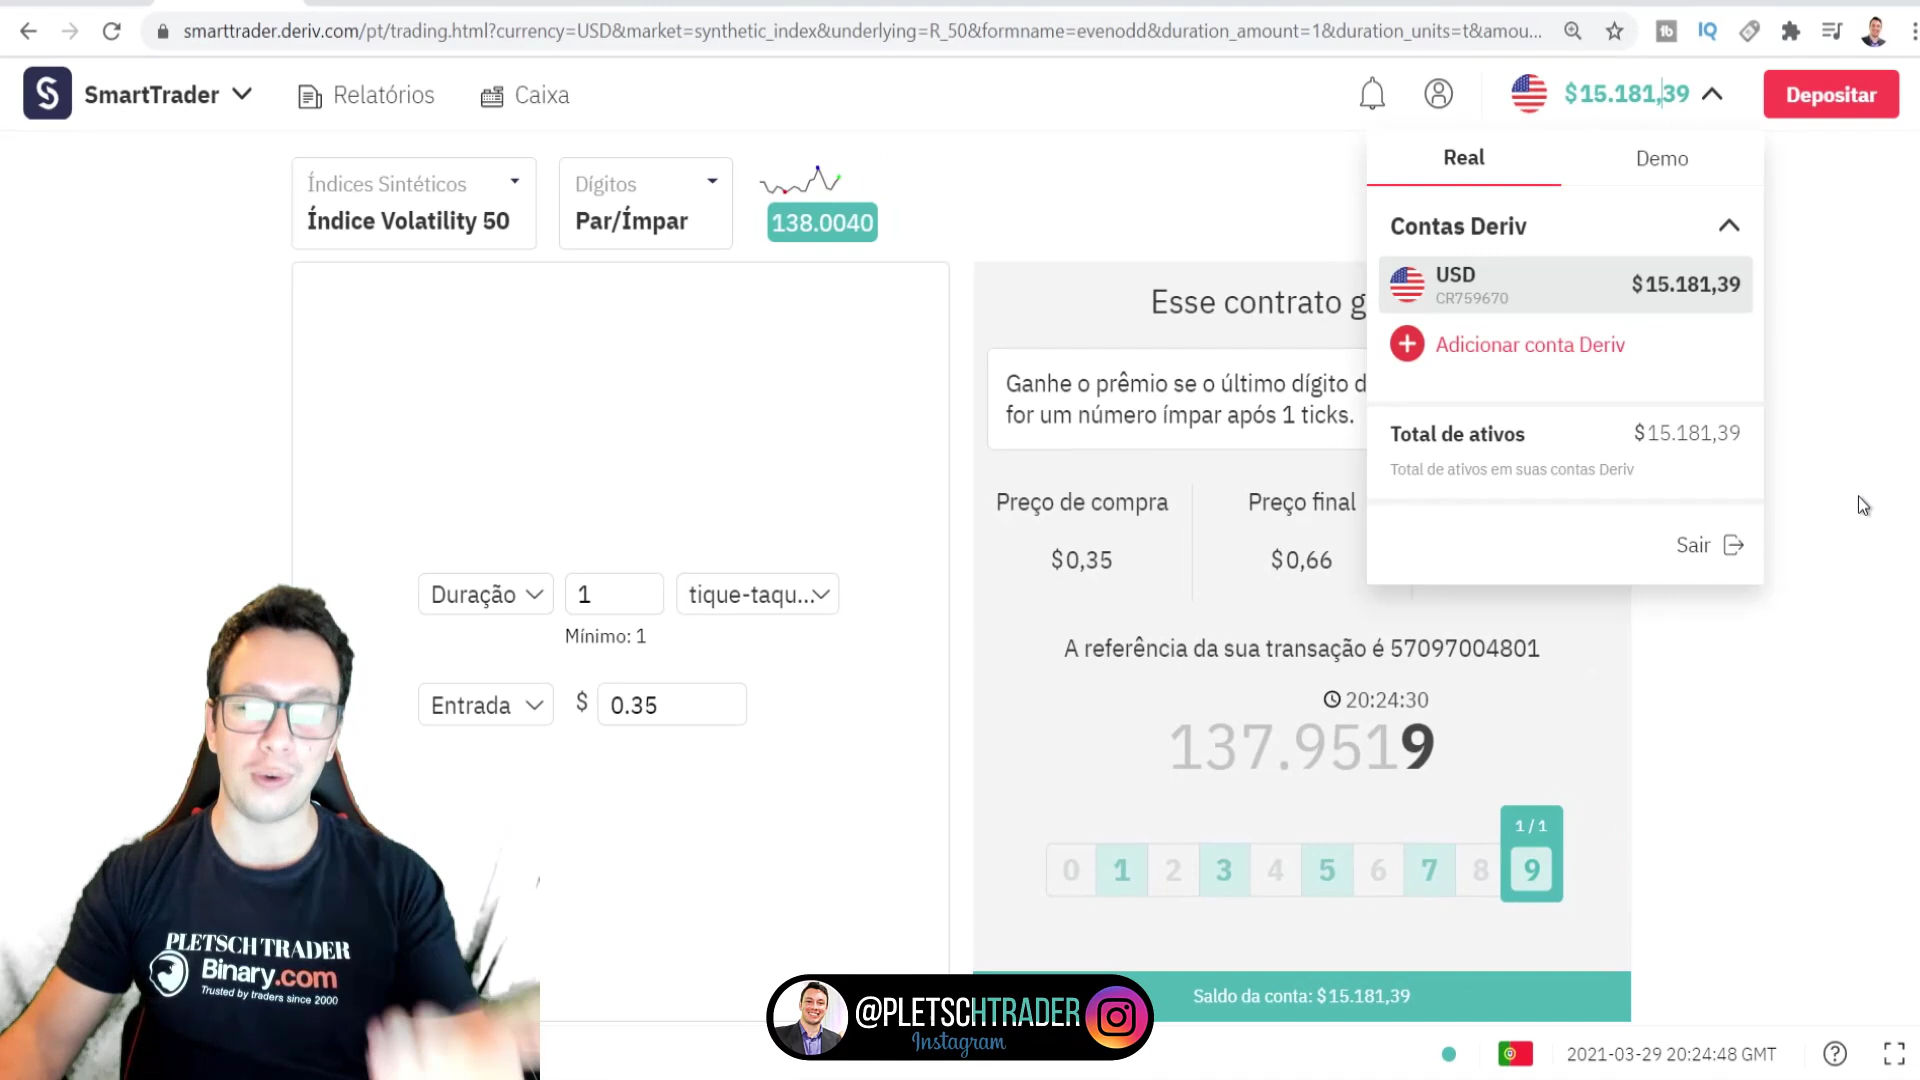 smarttrader.deriv.com/pt/trading.html?currency=USD&market=synthetic_index&underlying=R_50&formname=evenodd&duration_amount=1&duration_units=t&amou...
SmartTrader
Relatórios
Caixa
$15.181,39
Depositar
Índices Sintéticos
Índice Volatility 50
Dígitos
Par/Ímpar
138.0040
Real
Demo
Contas Deriv
USD
CR759670
$15.181,39
Adicionar conta Deriv
Total de ativos
$15.181,39
Total de ativos em suas contas Deriv
Sair
Esse contrato g
Ganhe o prêmio se o último dígito d
for um número ímpar após 1 ticks.
Preço de compra
Preço final
$0,35
$0,66
Duração
1
tique-taqu...
Mínimo: 1
Entrada
$
0.35
A referência da sua transação é 57097004801
20:24:30
137.9519
1 / 1
0 1 2 3 4 5 6 7 8 9
Saldo da conta: $15.181,39
PLETSCH TRADER
Binary.com
Trusted by traders since 2000
@PLETSCHTRADER
Instagram
2021-03-29 20:24:48 GMT